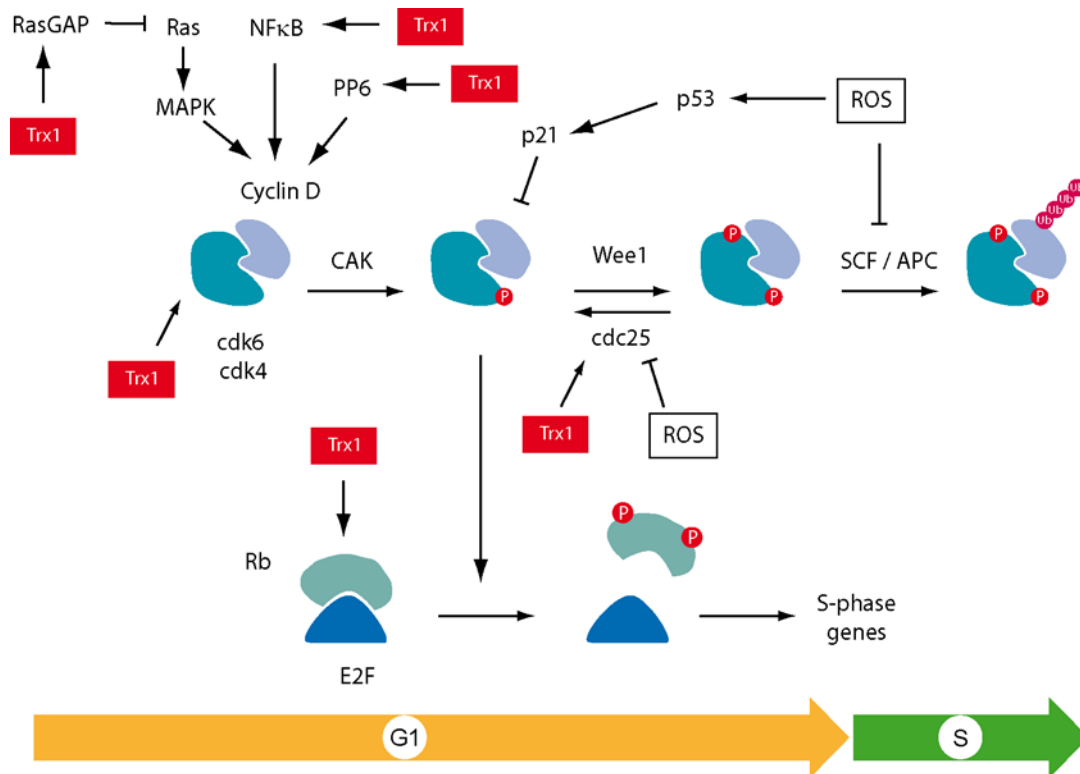 RasGAP
Ras
NFκB
Trx1
Trx1
MAPK
PP6
Trx1
p21
p53
ROS
Cyclin D
Ub
Ub
Ub
Ub
CAK
P
Wee1
P
P
SCF / APC
P
P
cdk6
cdk4
cdc25
Trx1
Trx1
ROS
Trx1
Rb
P
P
E2F
S-phase
genes
G1
S